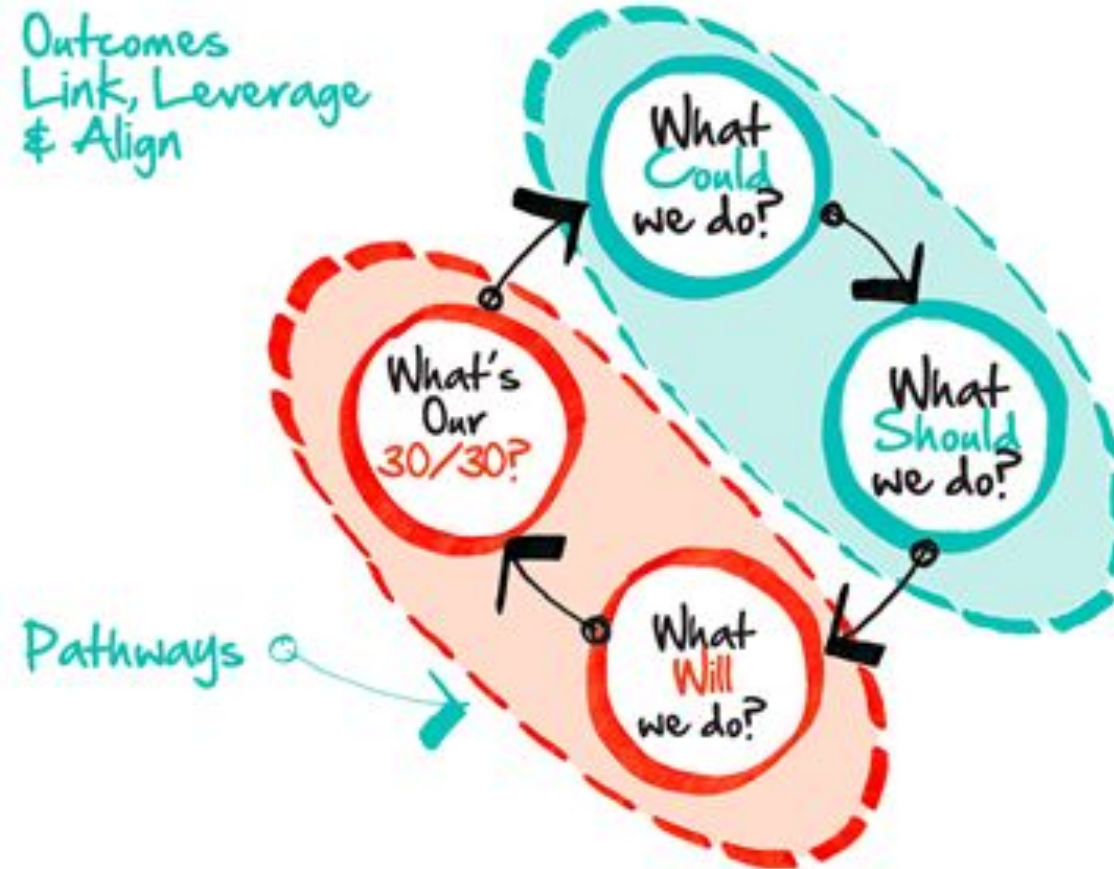 Outcomes
Link, Leverage
& Align
What
Could
we do?
What
Should
we do?
What
Will
we do?
What's
Our
30/30?
Pathways